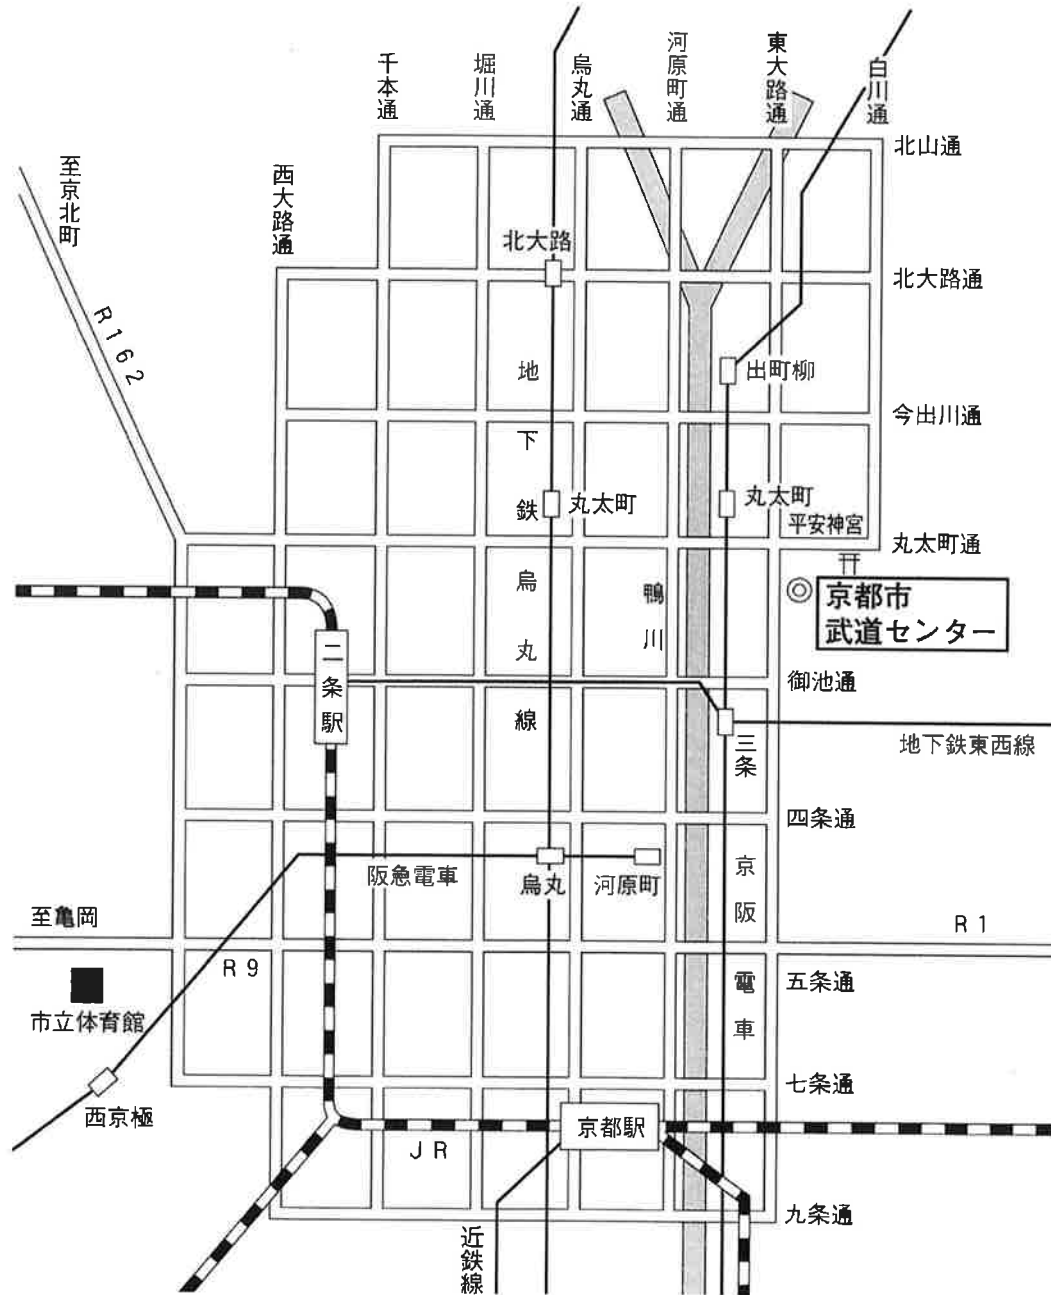 千本通
堀川通
烏丸通
河原町通
東大路通
白川通
北山通
至京北町
西大路通
北大路
北大路通
R162
出町柳
今出川通
丸太町
丸太町
平安神宮
丸太町通
京都市
武道センター
鴨川
地下鉄烏丸線
二条駅
御池通
三条
地下鉄東西線
四条通
阪急電車
烏丸
河原町
京阪電車
至亀岡
R1
R9
五条通
市立体育館
西京極
七条通
京都駅
JR
九条通
近鉄線